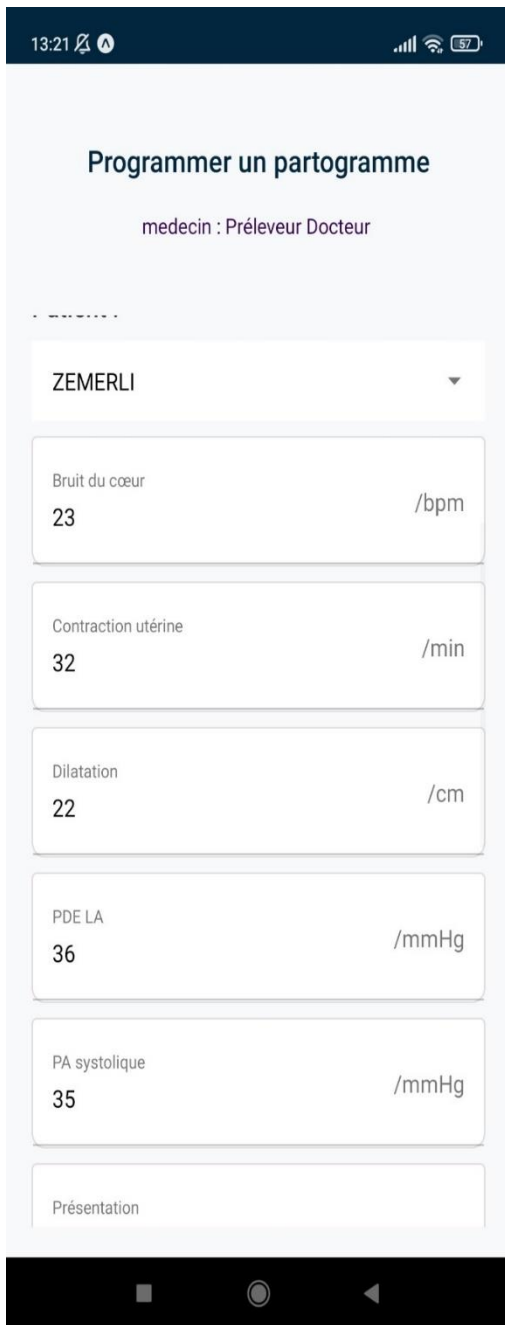 13:21
57
Programmer un partogramme
medecin : Préleveur Docteur
ZEMERLI
Bruit du cœur
23
/bpm
Contraction utérine
32
/min
Dilatation
22
/cm
PDE LA
36
/mmHg
PA systolique
35
/mmHg
Présentation